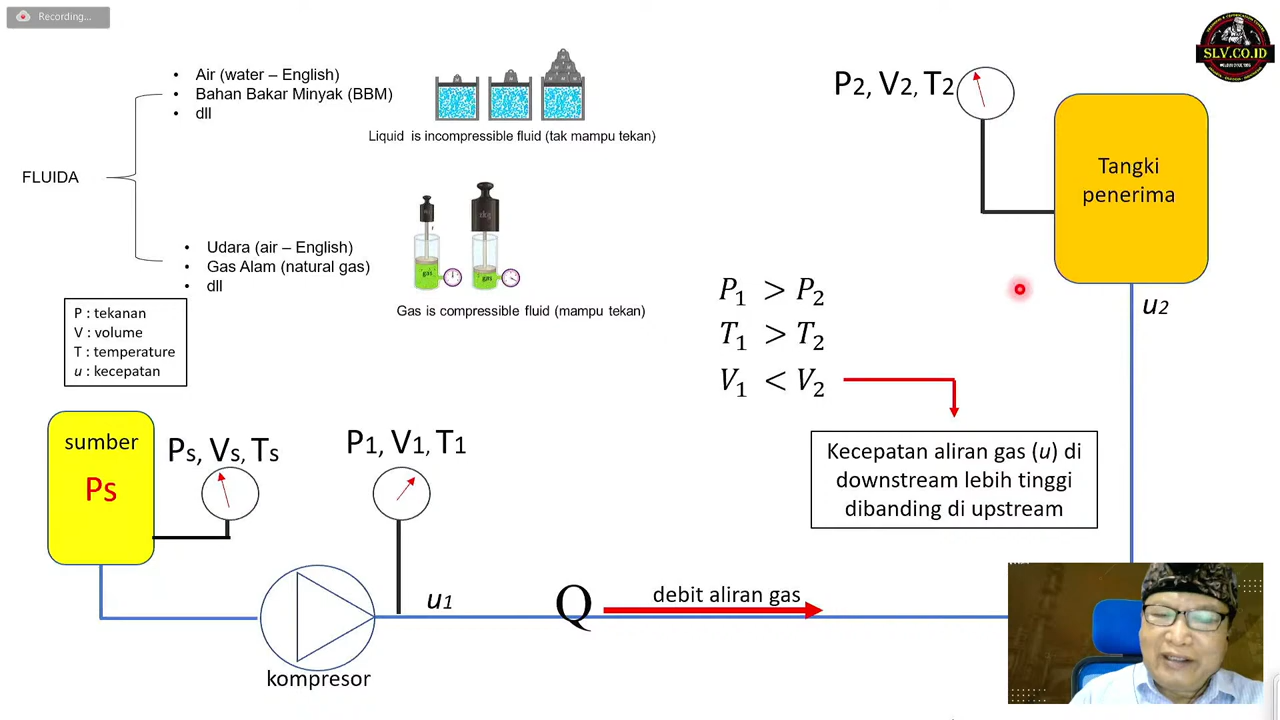 Recording...
SLV.CO.ID
FLUIDA
• Air (water – English)
• Bahan Bakar Minyak (BBM)
• dll
Liquid is incompressible fluid (tak mampu tekan)
• Udara (air – English)
• Gas Alam (natural gas)
• dll
gas
gas
Gas is compressible fluid (mampu tekan)
P : tekanan
V : volume
T : temperature
u : kecepatan
P2, V2, T2
Tangki
penerima
u2
P₁ > P₂
T₁ > T₂
V₁ < V₂
Kecepatan aliran gas (u) di
downstream lebih tinggi
dibanding di upstream
sumber
Ps
Ps, Vs, Ts
P1, V1, T1
kompresor
u1
Q
debit aliran gas